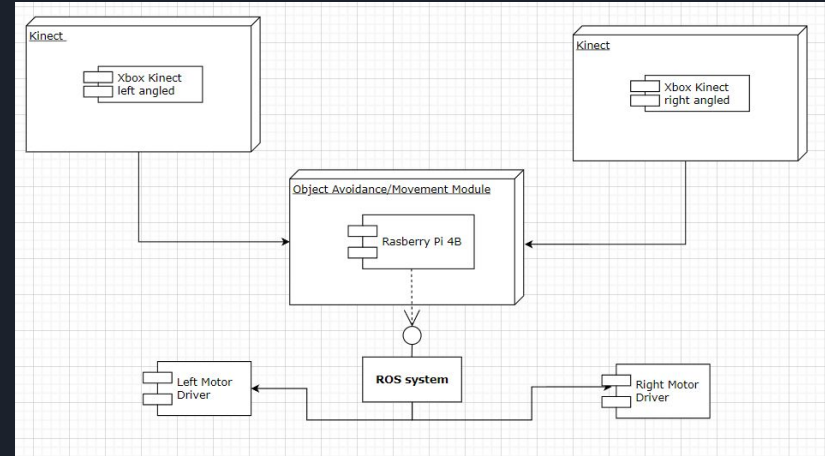 Kinect
Xbox Kinect
left angled
Kinect
Xbox Kinect
right angled
Object Avoidance/Movement Module
Rasberry Pi 4B
ROS system
Left Motor
Driver
Right Motor
Driver